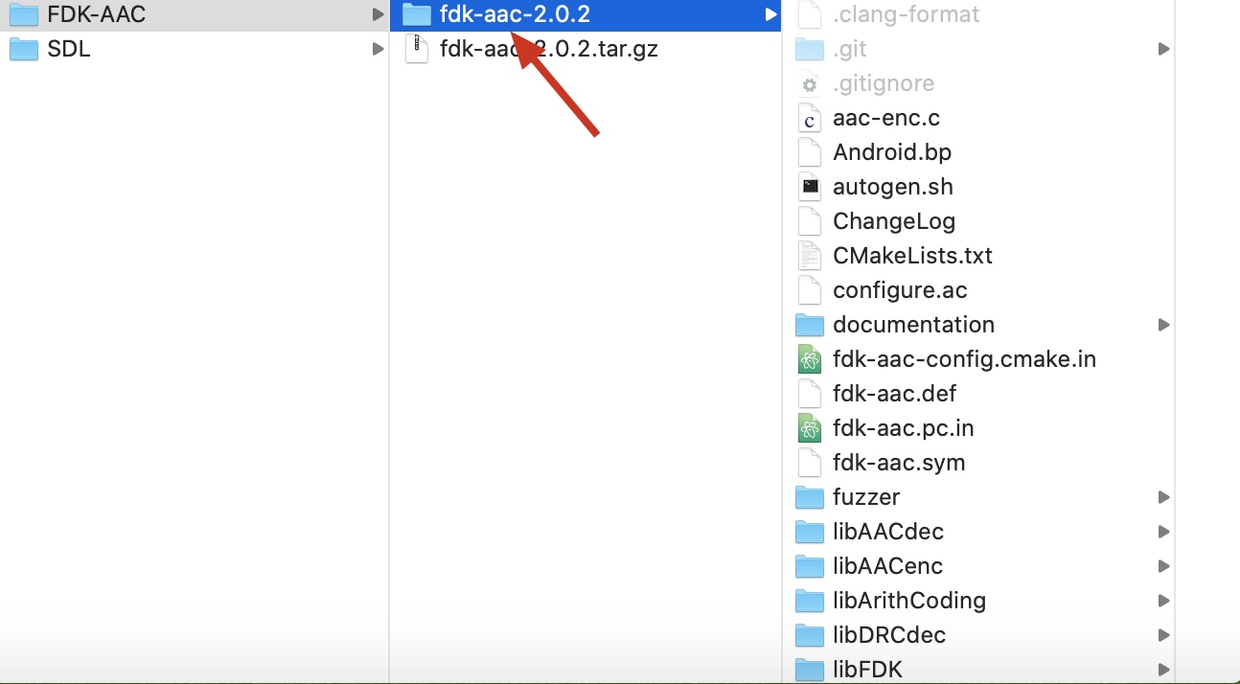 FDK-AAC
SDL
fdk-aac-2.0.2
fdk-aac-2.0.2.tar.gz
.clang-format
.git
.gitignore
aac-enc.c
Android.bp
autogen.sh
ChangeLog
CMakeLists.txt
configure.ac
documentation
fdk-aac-config.cmake.in
fdk-aac.def
fdk-aac.pc.in
fdk-aac.sym
fuzzer
libAACdec
libAACenc
libArithCoding
libDRCdec
libFDK